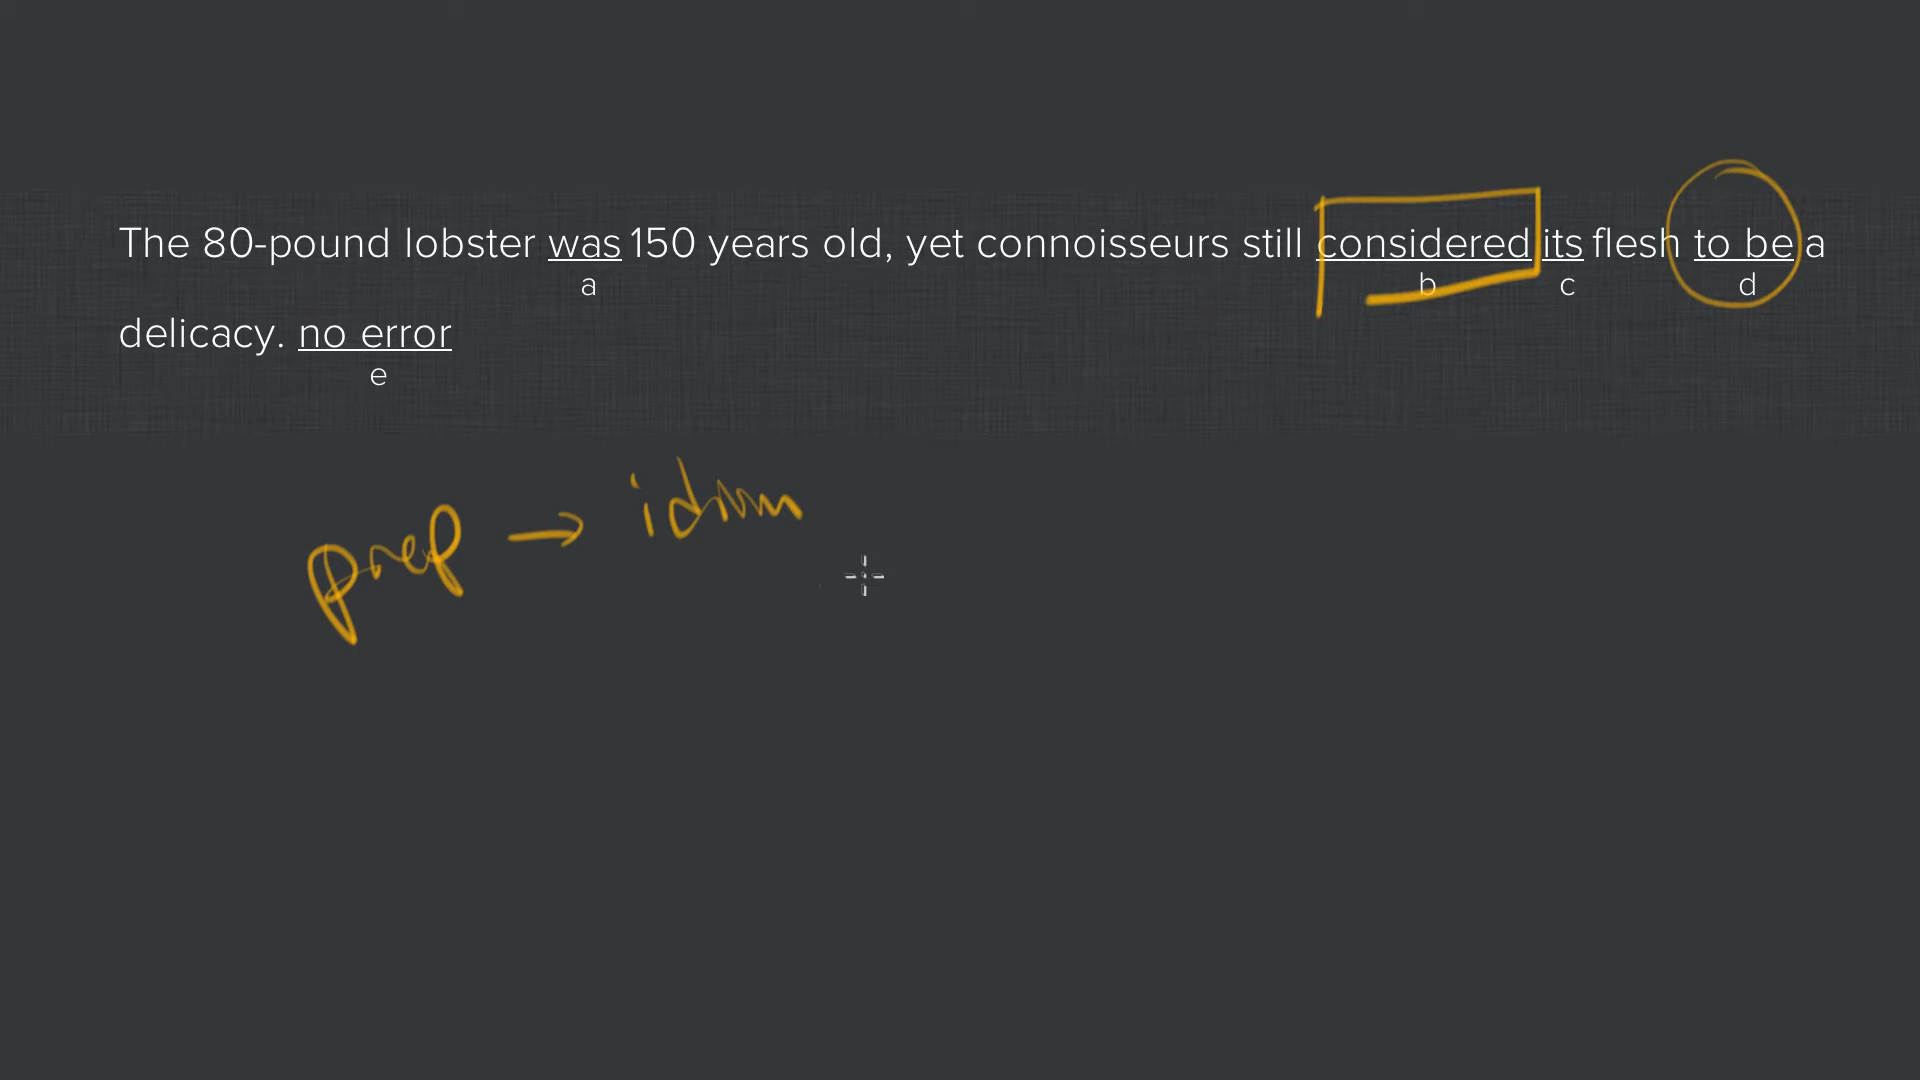 The 80-pound lobster was 150 years old, yet connoisseurs still considered its flesh to be a
a b c d
delicacy. no error
e
prep → idiom